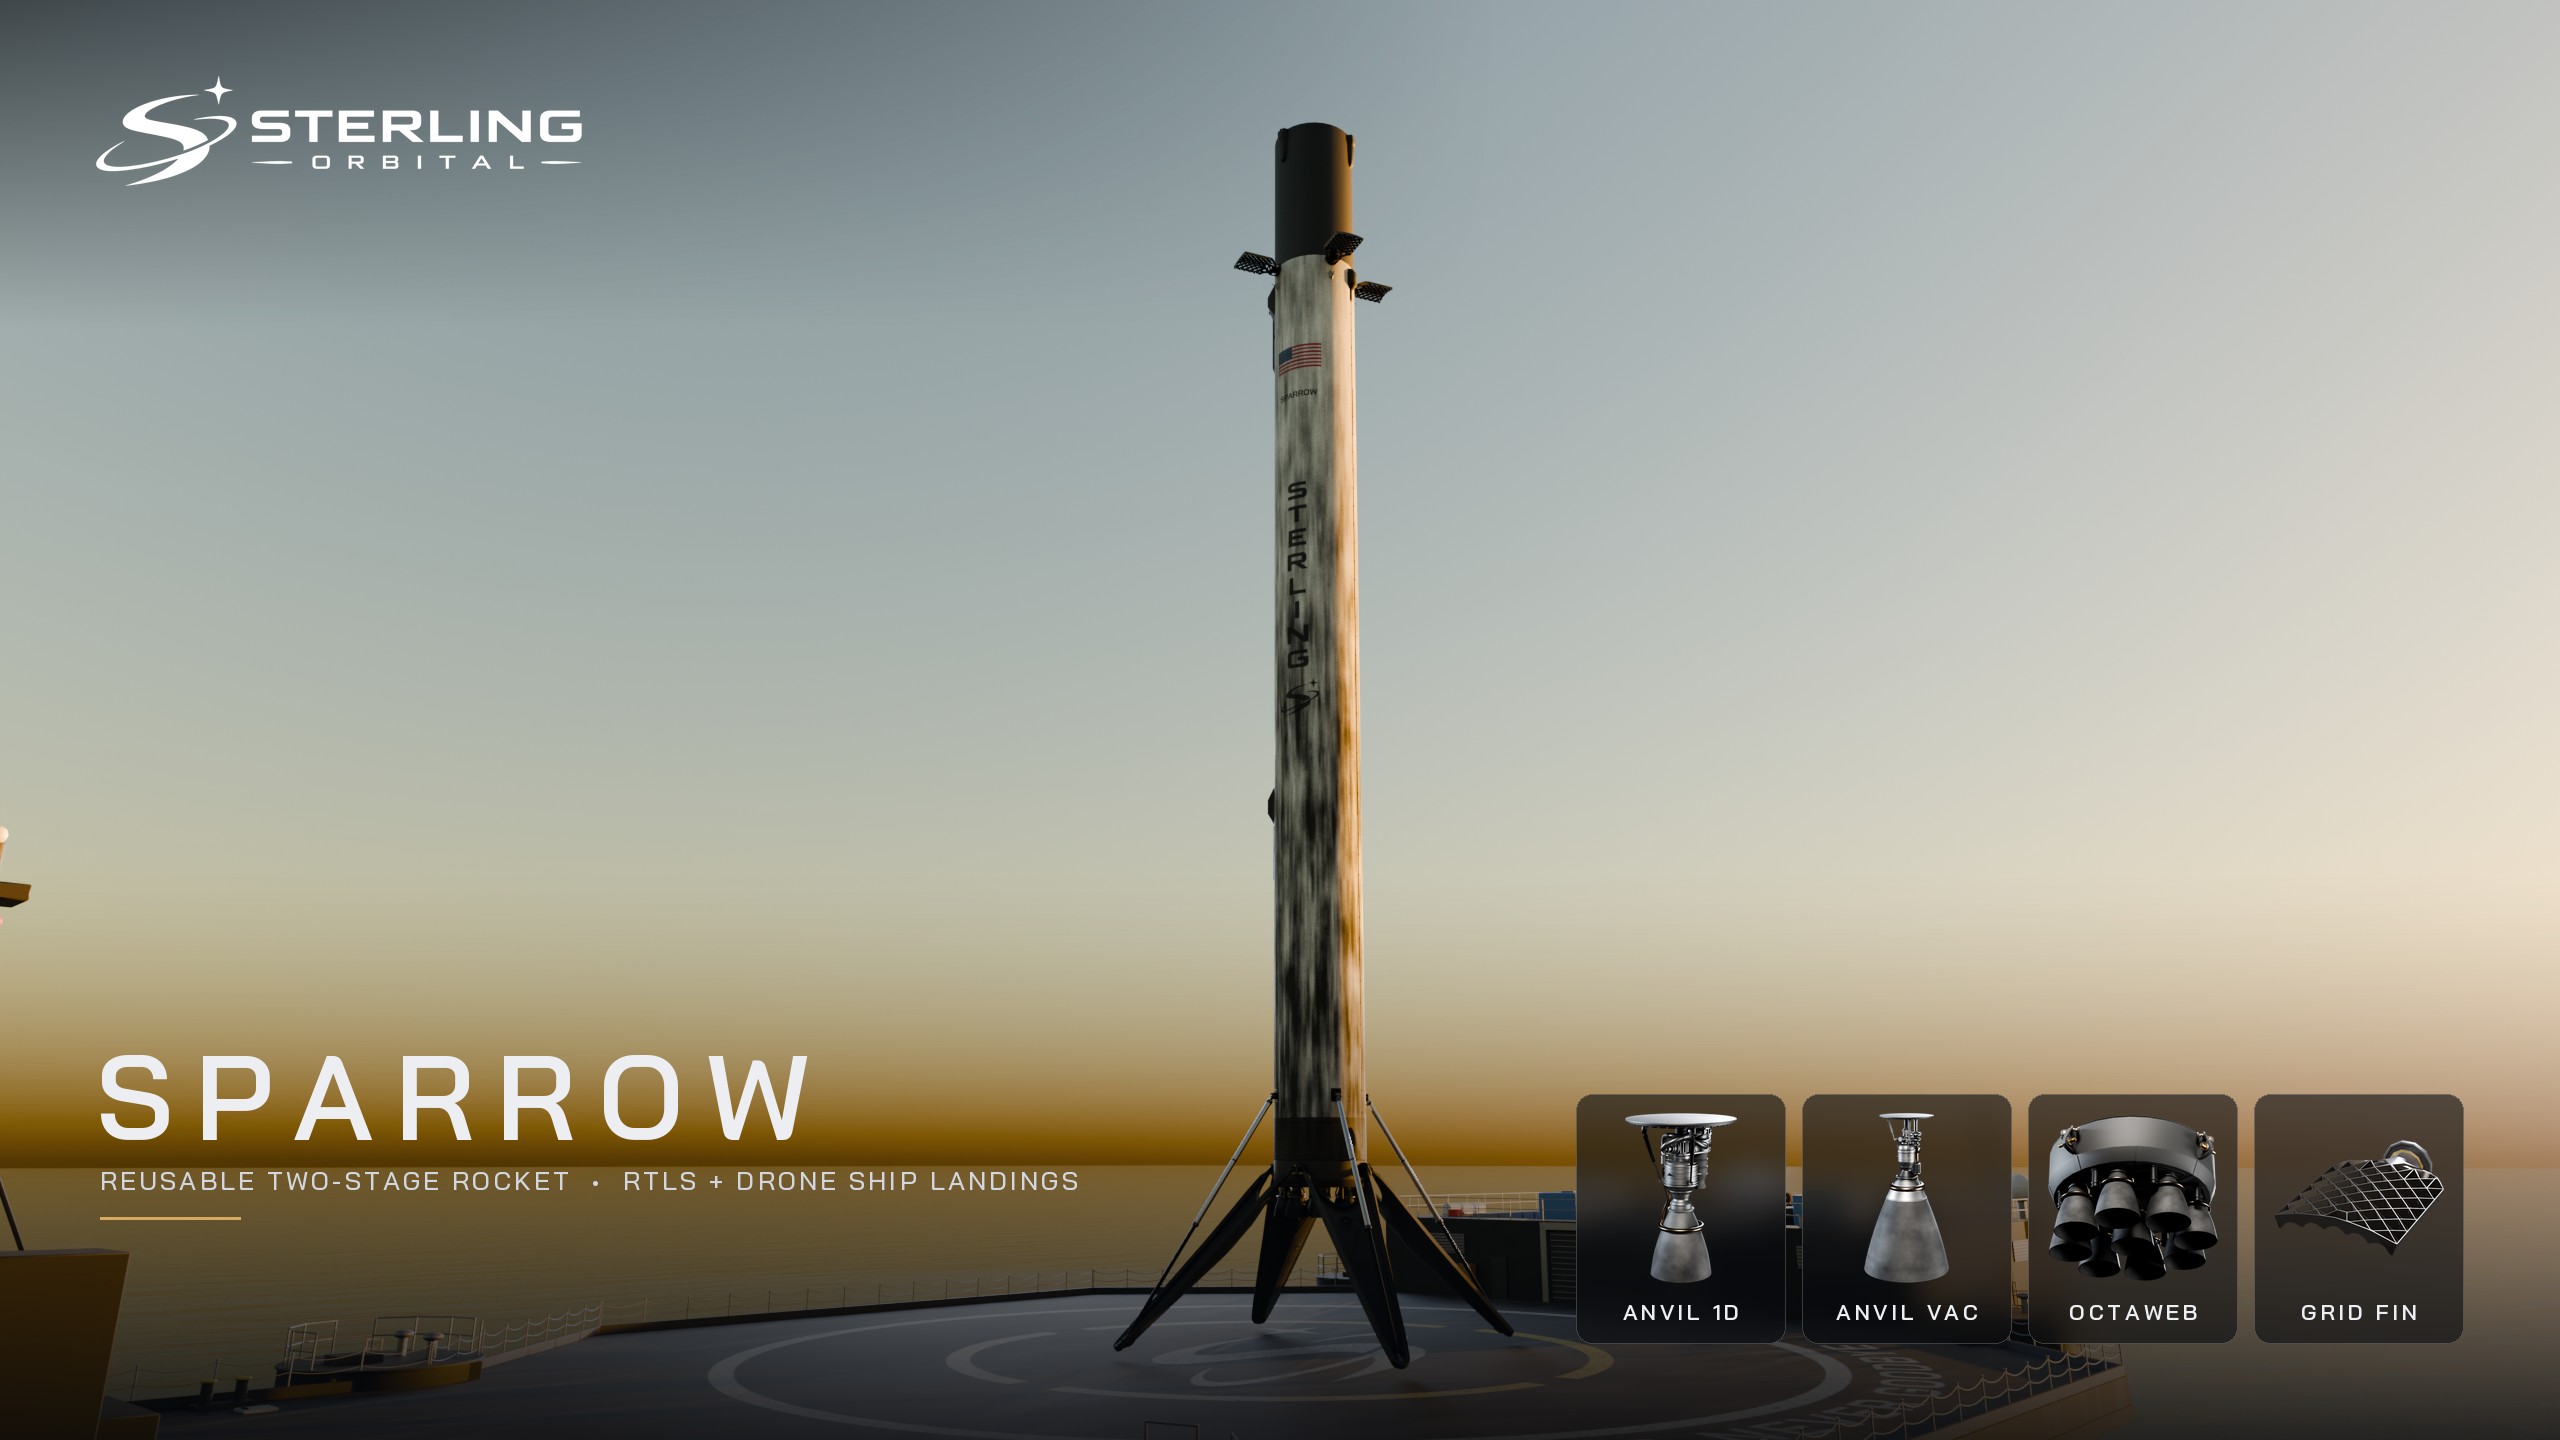 STERLING
ORBITAL
SPARROW
STERLING
SPARROW
REUSABLE TWO-STAGE ROCKET • RTLS + DRONE SHIP LANDINGS
ANVIL 1D
ANVIL VAC
OCTAWEB
GRID FIN